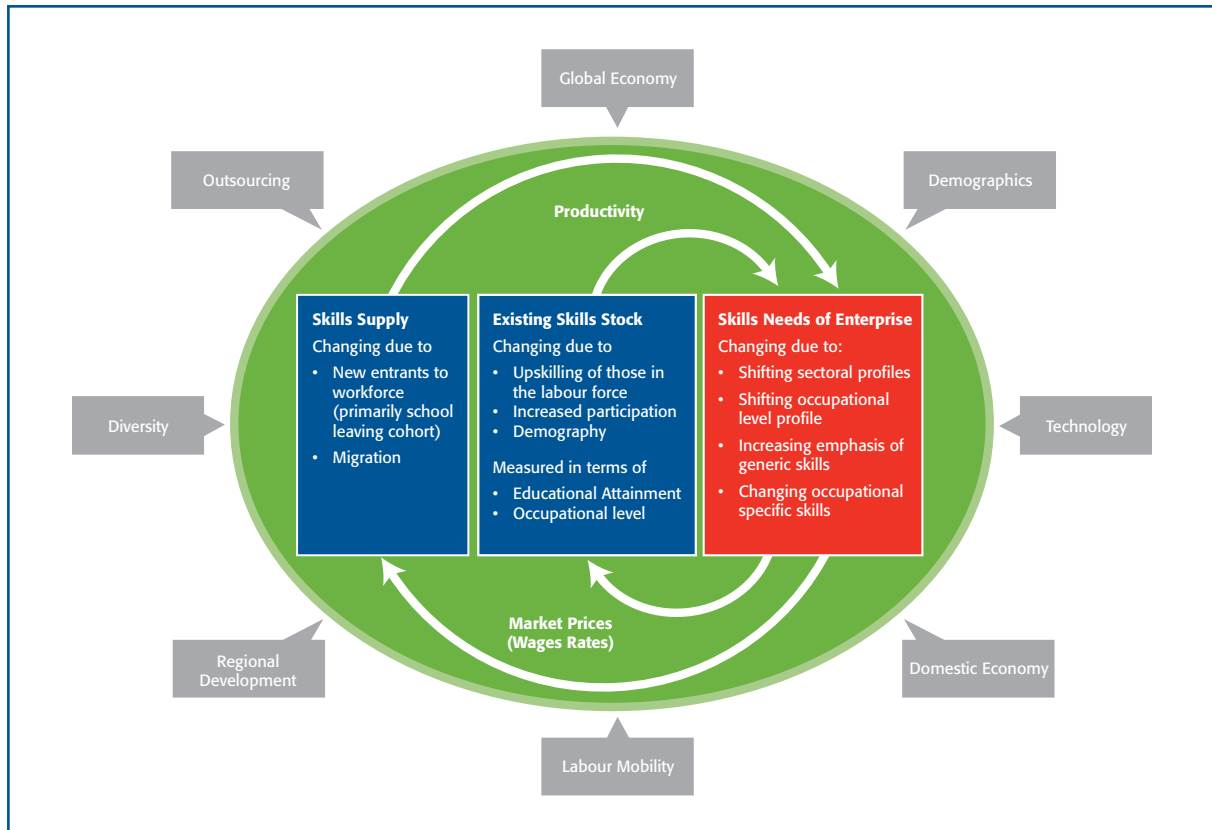 Global Economy
Outsourcing
Demographics
Productivity
Skills Supply
Changing due to
• New entrants to
workforce
(primarily school
leaving cohort)
• Migration
Existing Skills Stock
Changing due to
• Upskilling of those in
the labour force
• Increased participation
• Demography
Measured in terms of
• Educational Attainment
• Occupational level
Skills Needs of Enterprise
Changing due to:
• Shifting sectoral profiles
• Shifting occupational
level profile
• Increasing emphasis of
generic skills
• Changing occupational
specific skills
Diversity
Technology
Market Prices
(Wages Rates)
Regional
Development
Domestic Economy
Labour Mobility